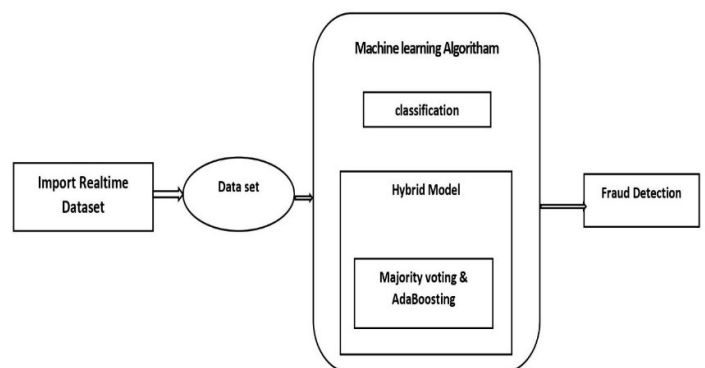 Machine learning Algoritham
classification
Import Realtime
Dataset
Data set
Hybrid Model
Majority voting &
AdaBoosting
Fraud Detection